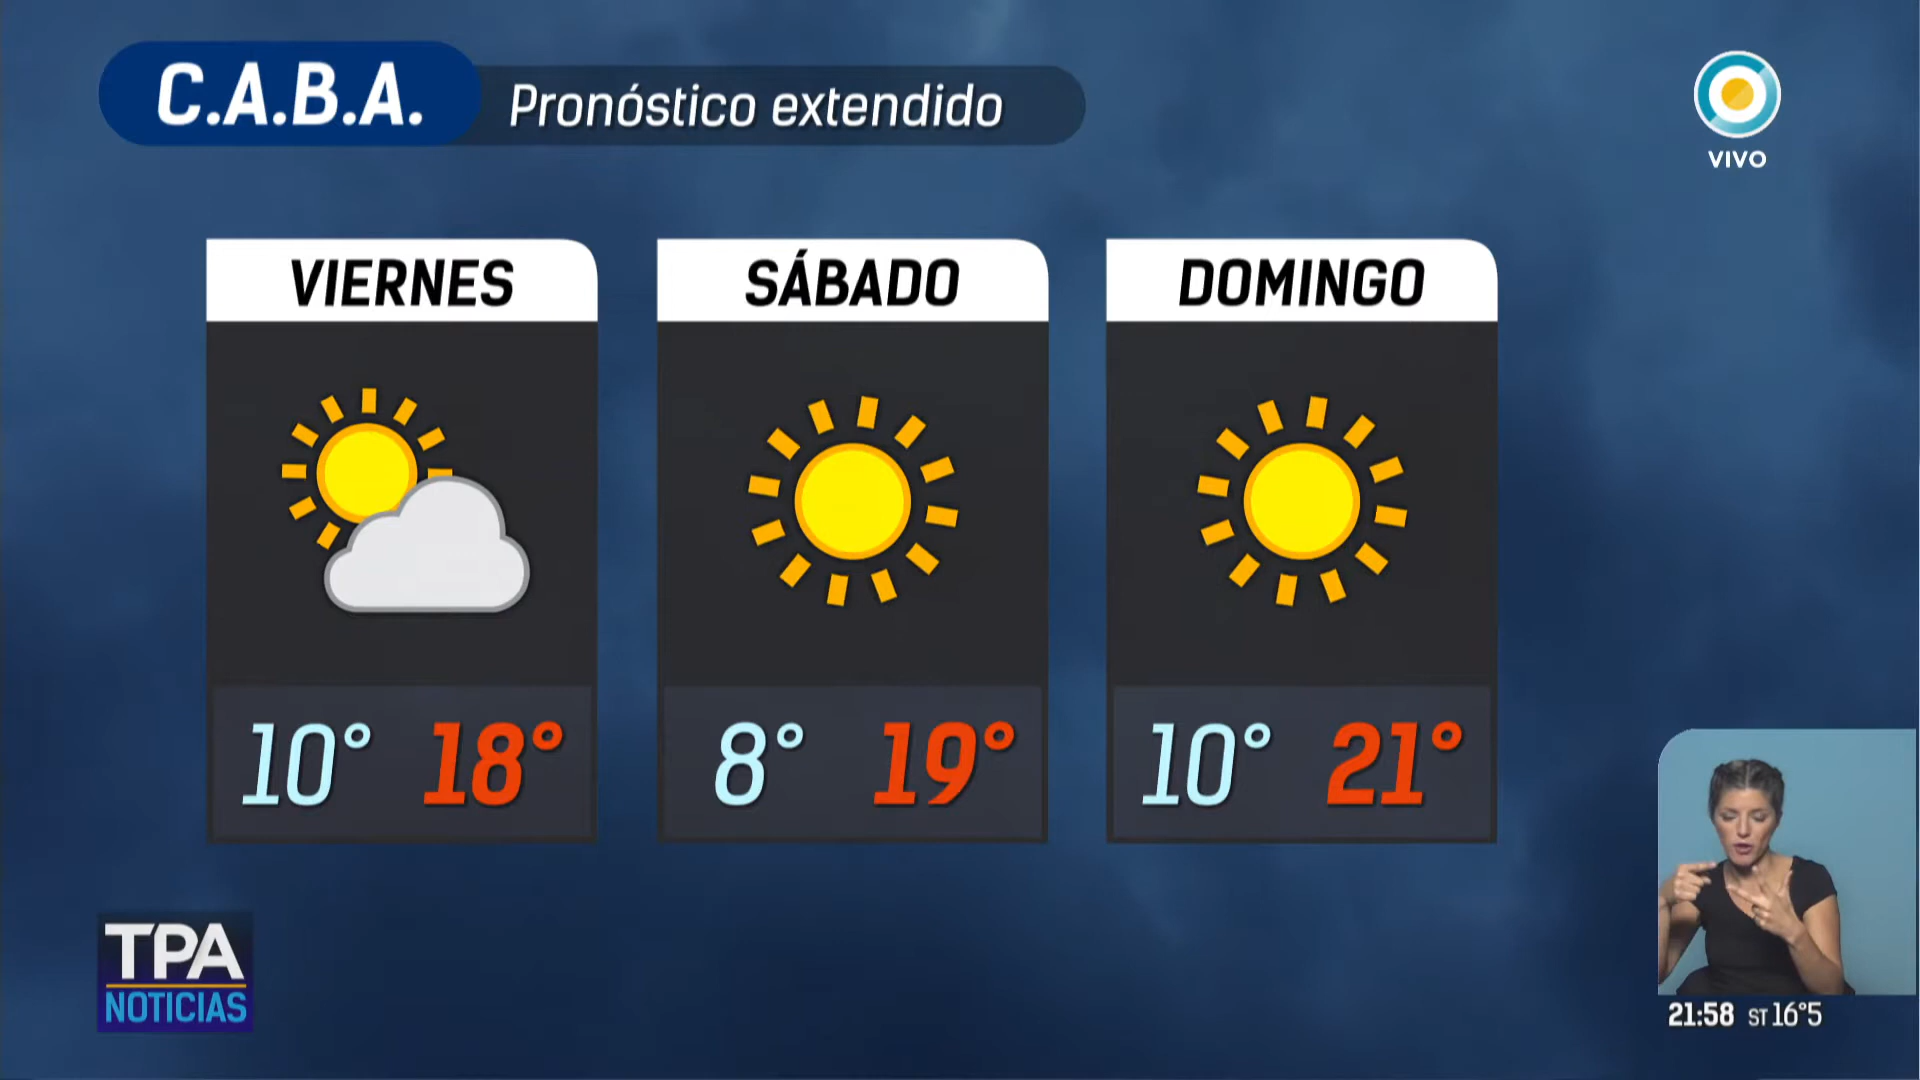 C.A.B.A.
Pronóstico extendido
VIVO
VIERNES
SÁBADO
DOMINGO
10° 18°
8° 19°
10° 21°
TPA
NOTICIAS
21:58 ST 16°5